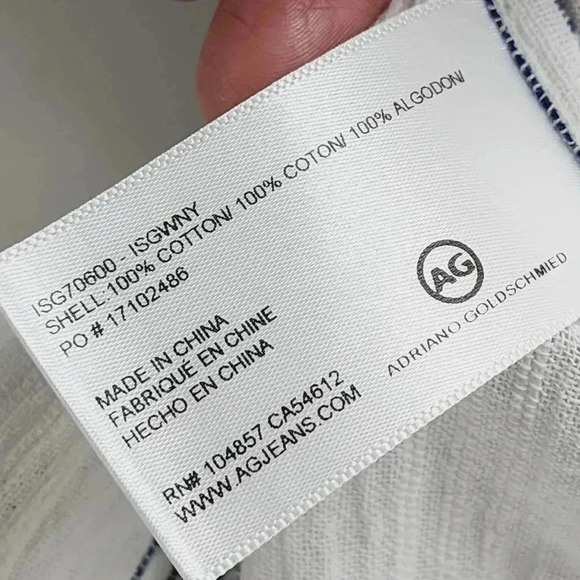 ISG70600 - ISGWNY
SHELL:100% COTTON/ 100% COTON/ 100% ALGODON/
PO # 17102486
MADE IN CHINA
FABRIQUÉ EN CHINE
HECHO EN CHINA
RN# 104857 CA54612
WWW.AGJEANS.COM
AG
ADRIANO GOLDSCHMIED